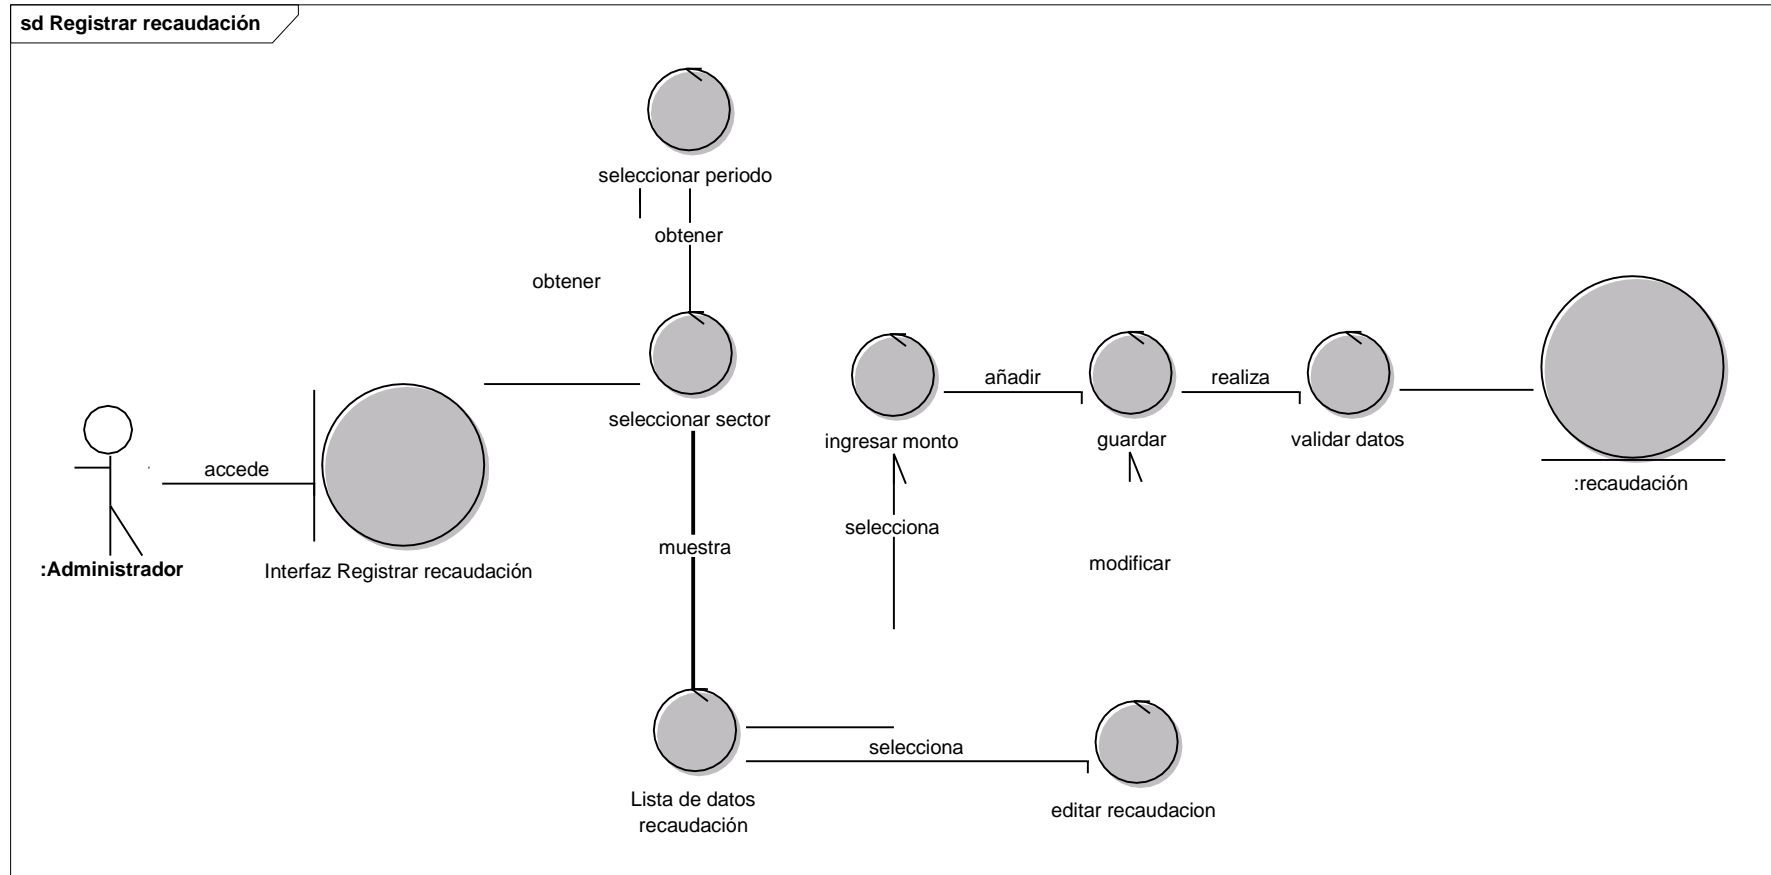 sd Registrar recaudación
seleccionar periodo
obtener
obtener
seleccionar sector
ingresar monto
añadir
guardar
realiza
validar datos
:recaudación
accede
:Administrador
Interfaz Registrar recaudación
muestra
selecciona
modificar
selecciona
Lista de datos
recaudación
editar recaudacion